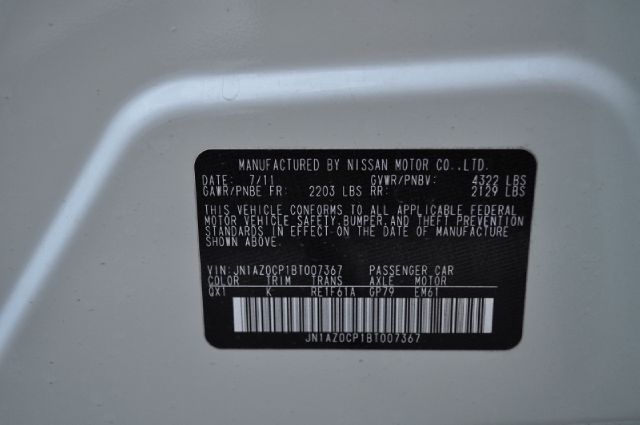 MANUFACTURED BY NISSAN MOTOR CO.,LTD.
DATE: 7/11 GVWR/PNBV: 4322 LBS
GAWR/PNBE FR: 2203 LBS RR: 2129 LBS
THIS VEHICLE CONFORMS TO ALL APPLICABLE FEDERAL
MOTOR VEHICLE SAFETY, BUMPER, AND THEFT PREVENTION
STANDARDS IN EFFECT ON THE DATE OF MANUFACTURE
SHOWN ABOVE.
VIN: JN1AZ0CP1BT007367 PASSENGER CAR
COLOR TRIM TRANS AXLE MOTOR
QX1 K RE1F61A GP79 EM61
JN1AZ0CP1BT007367